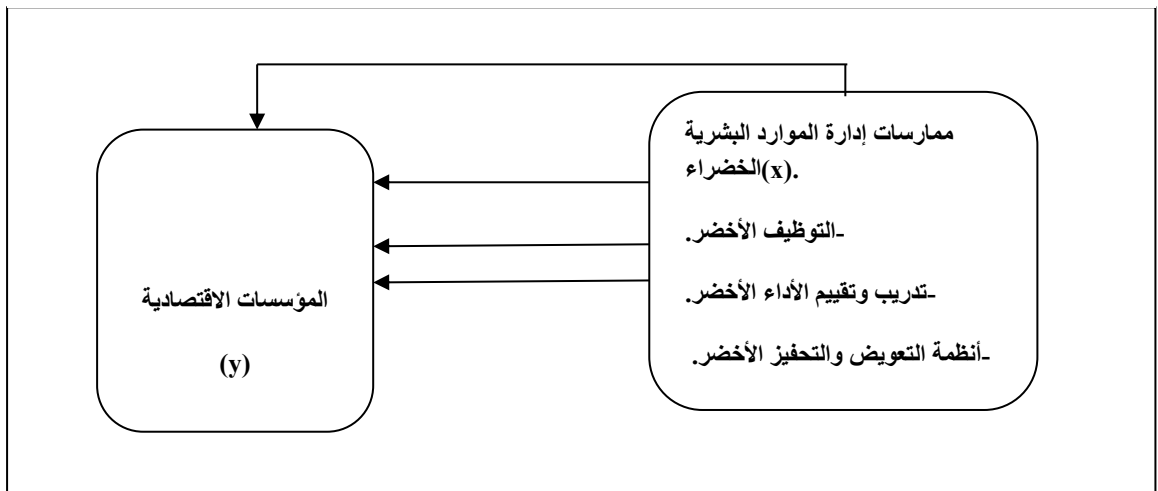 ممارسات إدارة الموارد البشرية
الخضراء(x).
-التوظيف الأخضر.
-تدريب وتقييم الأداء الأخضر.
-أنظمة التعويض والتحفيز الأخضر.
المؤسسات الاقتصادية
(y)